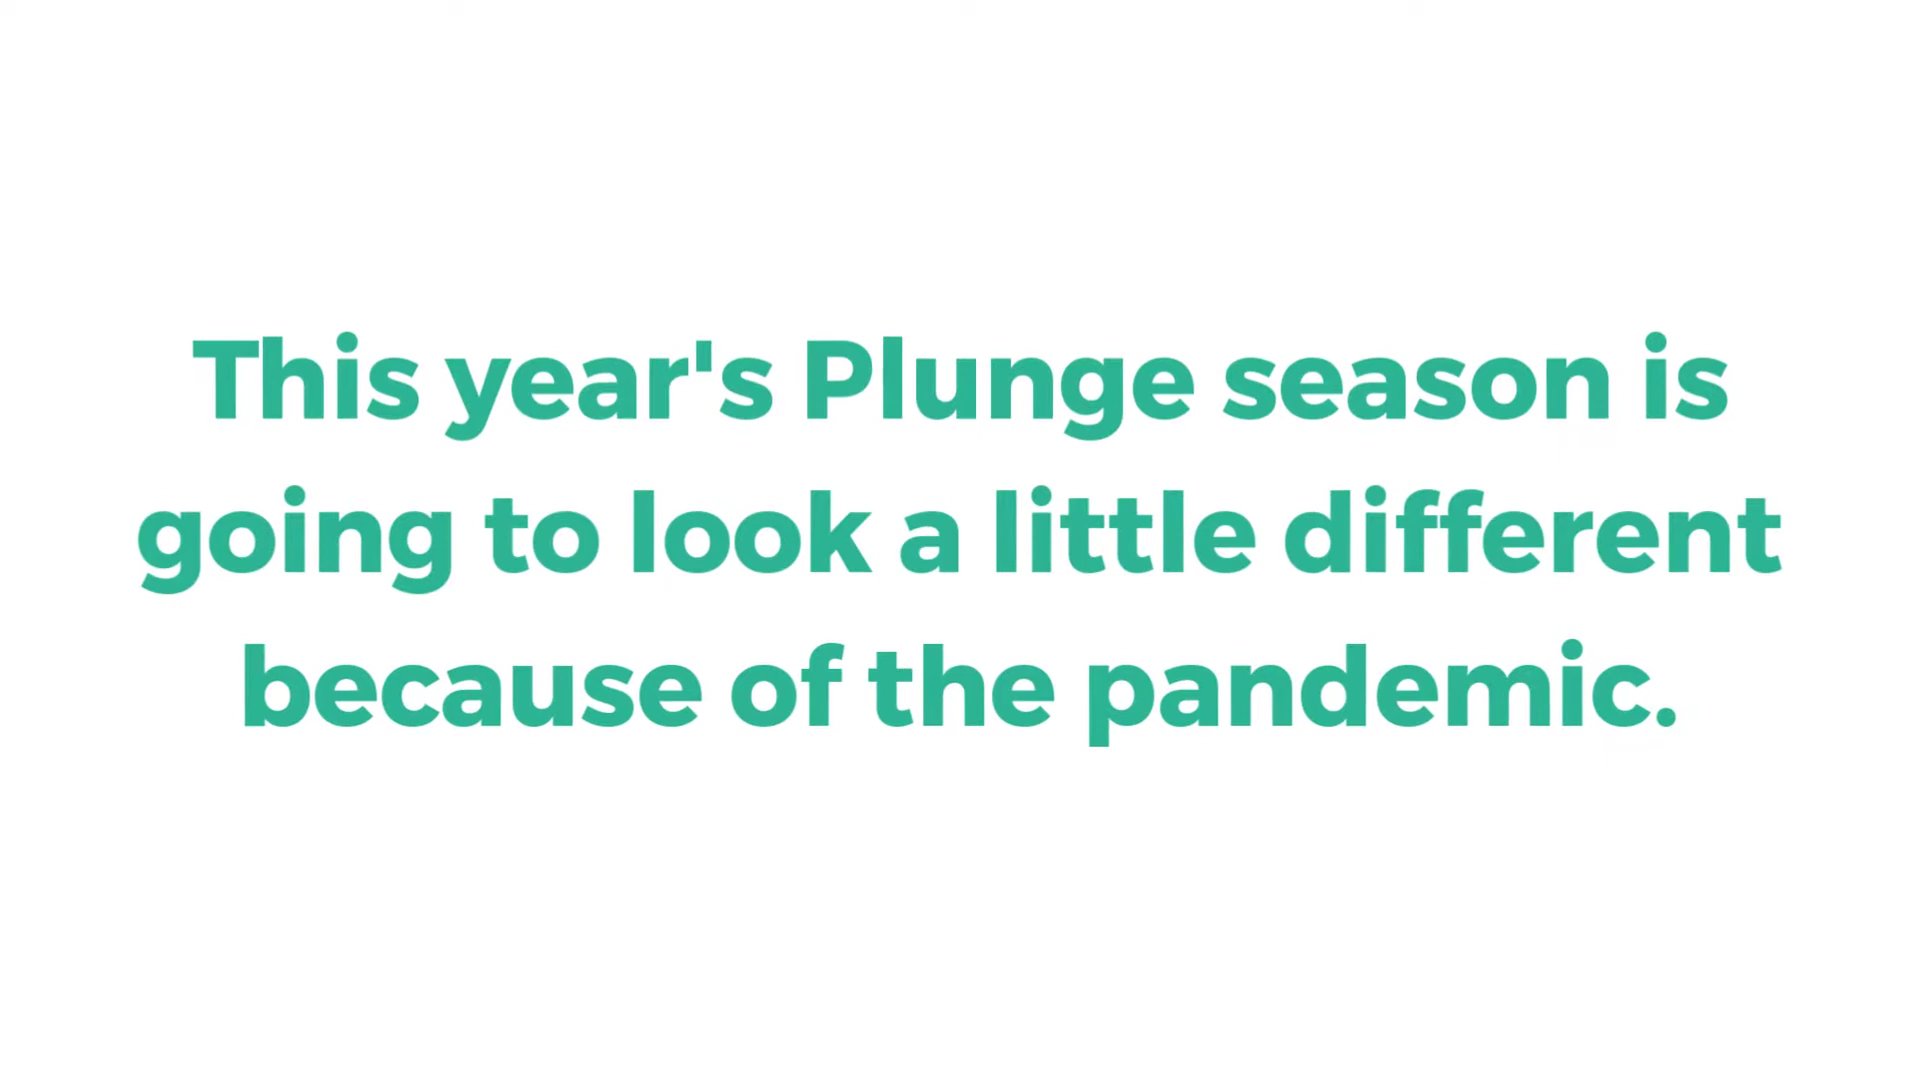 This year's Plunge season is
going to look a little different
because of the pandemic.